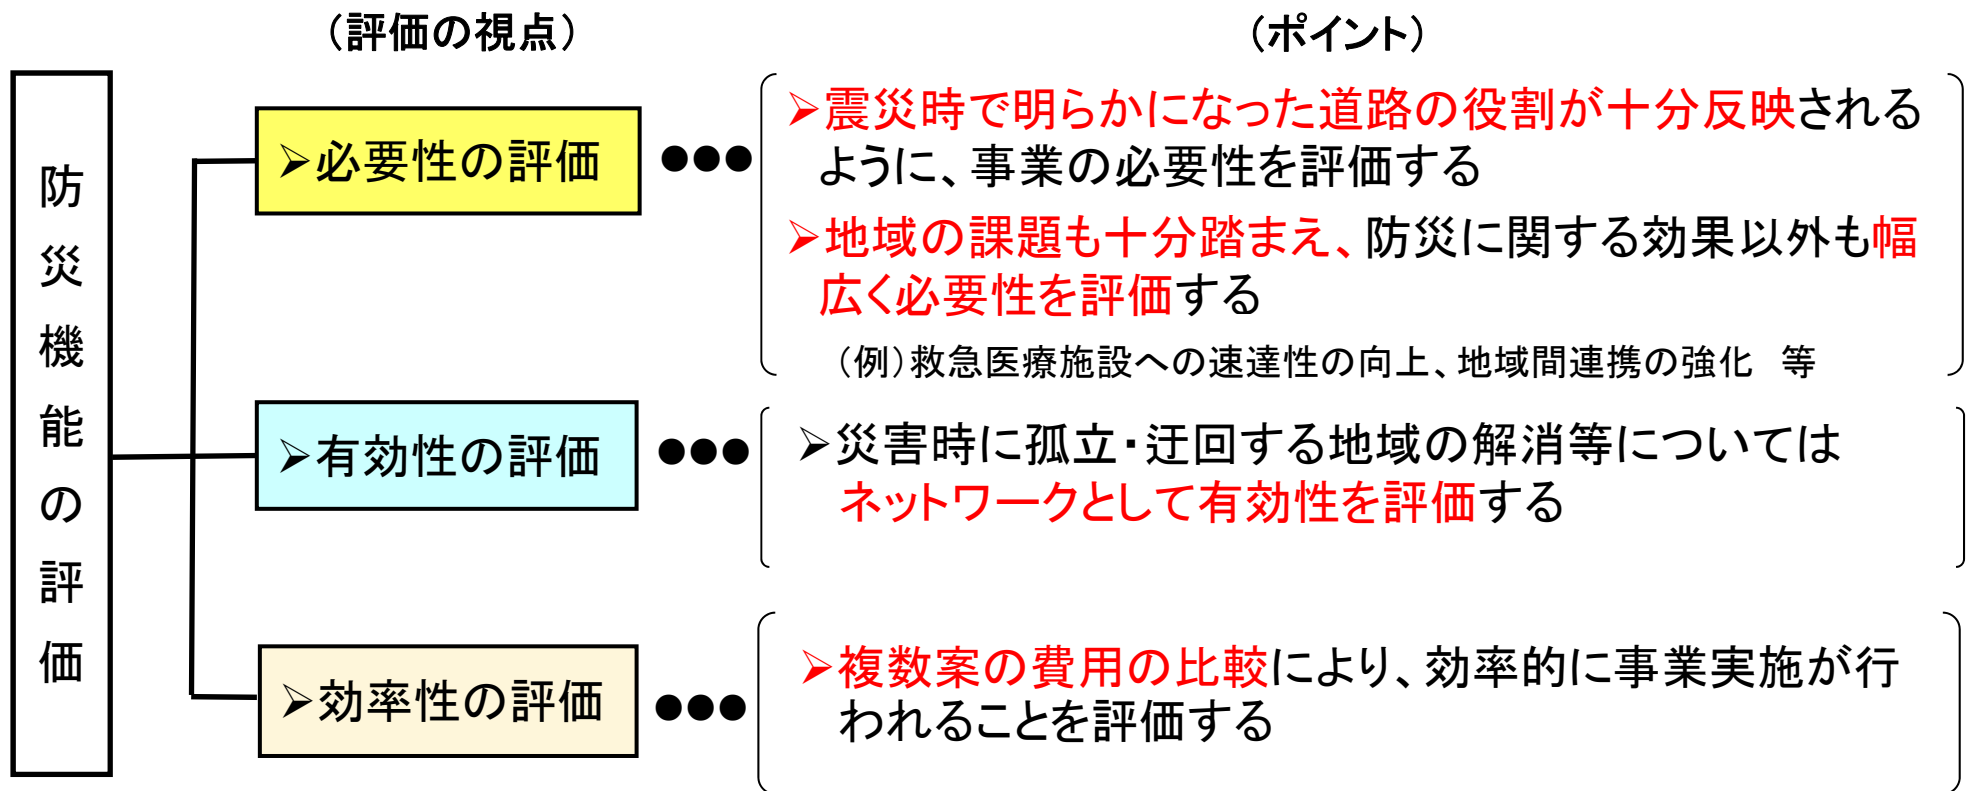 （評価の視点）
（ポイント）
防災機能の評価
➢必要性の評価
●●●
➢震災時で明らかになった道路の役割が十分反映される
ように、事業の必要性を評価する
➢地域の課題も十分踏まえ、防災に関する効果以外も幅
広く必要性を評価する
（例）救急医療施設への速達性の向上、地域間連携の強化　等
➢有効性の評価
●●●
➢災害時に孤立・迂回する地域の解消等については
ネットワークとして有効性を評価する
➢効率性の評価
●●●
➢複数案の費用の比較により、効率的に事業実施が行
われることを評価する